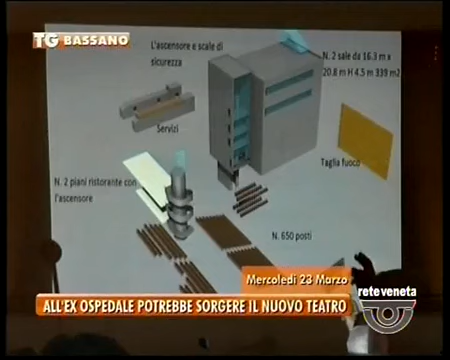 TG BASSANO
L'ascensore e scale di
sicurezza
N. 2 sale da 16.3 m x
20.8 m H 4.5 m 339 m2
Servizi
Taglia fuoco
N. 2 piani ristorante con
l'ascensore
N. 650 posti
Mercoledì 23 Marzo
ALL'EX OSPEDALE POTREBBE SORGERE IL NUOVO TEATRO
reteveneta